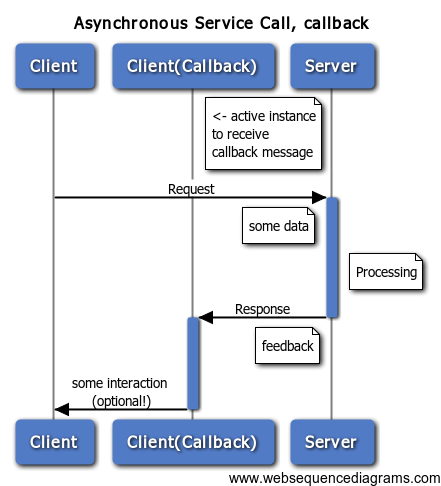 Asynchronous Service Call, callback
Client
Client(Callback)
Server
<- active instance
to receive
callback message
Request
some data
Processing
Response
feedback
some interaction
(optional!)
Client
Client(Callback)
Server
www.websequencediagrams.com